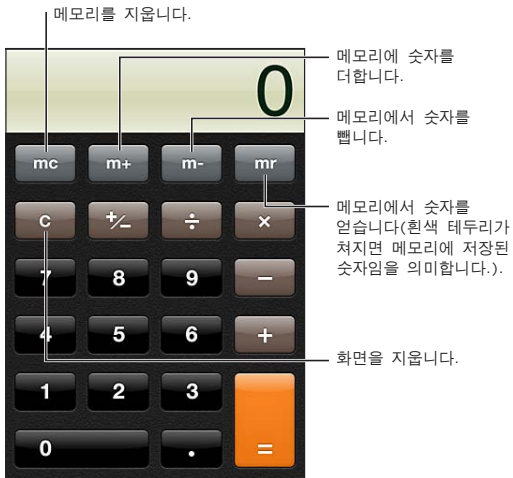 메모리를 지웁니다.
메모리에 숫자를
더합니다.
0
메모리에서 숫자를
뺍니다.
mc m+ m- mr
메모리에서 숫자를
얻습니다(흰색 테두리가
쳐지면 메모리에 저장된
숫자임을 의미합니다.).
C +/− ÷ ×
7 8 9 −
4 5 6 +
화면을 지웁니다.
1 2 3
0 . =